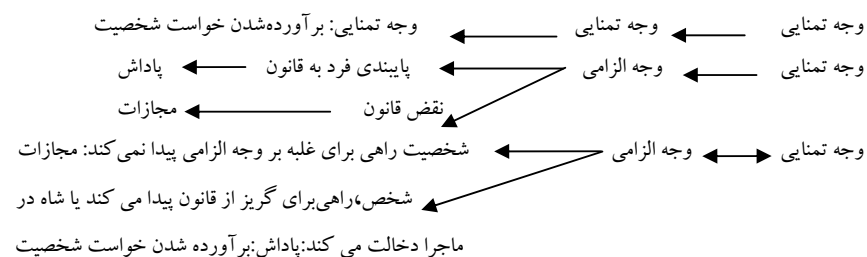 وجه تمنایی وجه تمنایی وجه تمنایی: برآورده‌شدن خواست شخصیت
وجه تمنایی وجه الزامی پایبندی فرد به قانون پاداش
نقض قانون مجازات
وجه تمنایی وجه الزامی شخصیت راهی برای غلبه بر وجه الزامی پیدا نمی‌کند: مجازات
شخص،راهی‌برای گریز از قانون پیدا می کند یا شاه در
ماجرا دخالت می کند:پاداش:برآورده شدن خواست شخصیت